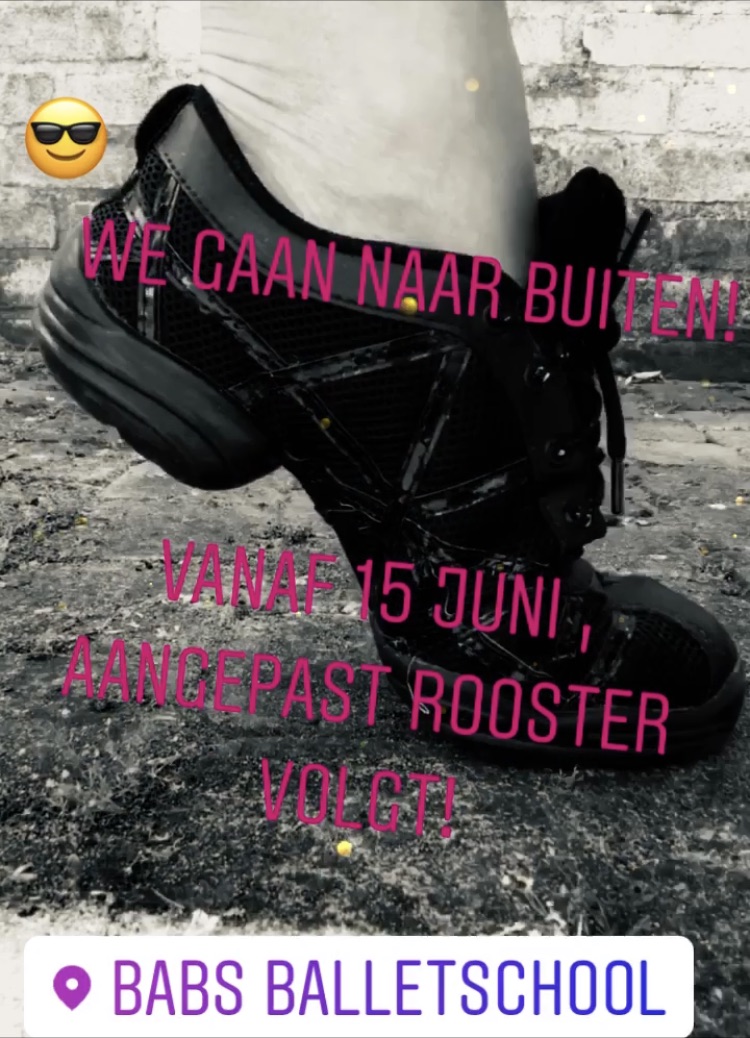 WE GAAN NAAR BUITEN!
VANAF 15 JUNI ,
AANGEPAST ROOSTER
VOLGT!
BABS BALLETSCHOOL